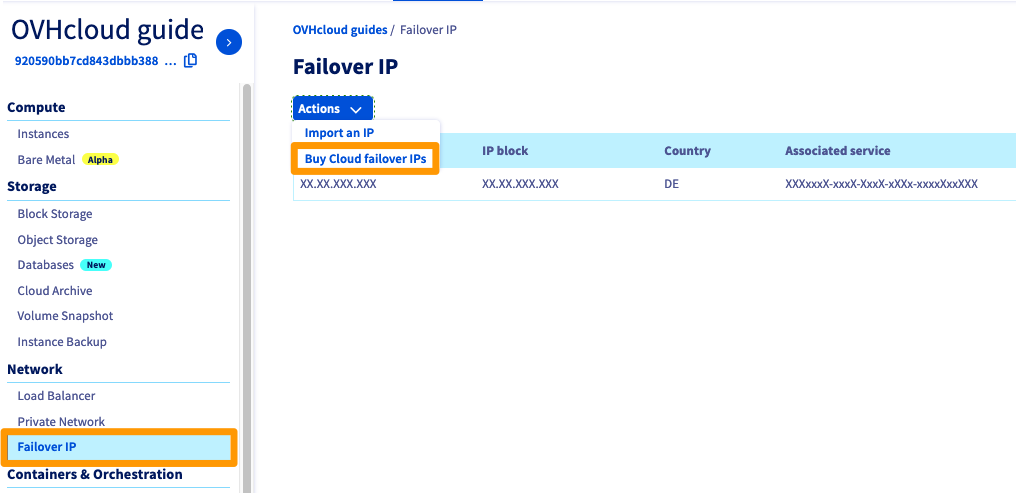 OVHcloud guide
920590bb7cd843dbbb388 ...
Compute
Instances
Bare Metal Alpha
Storage
Block Storage
Object Storage
Databases New
Cloud Archive
Volume Snapshot
Instance Backup
Network
Load Balancer
Private Network
Failover IP
Containers & Orchestration
OVHcloud guides / Failover IP
Failover IP
Actions
Import an IP
Buy Cloud failover IPs
IP block Country Associated service
XX.XX.XXX.XXX XX.XX.XXX.XXX DE XXXxxxX-xxxX-XxxX-xXXx-xxxxXxxXXX